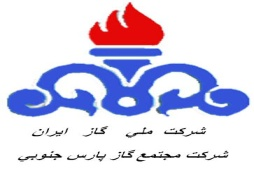 شرکت ملی گاز ایران
شرکت مجتمع گاز پارس جنوبی